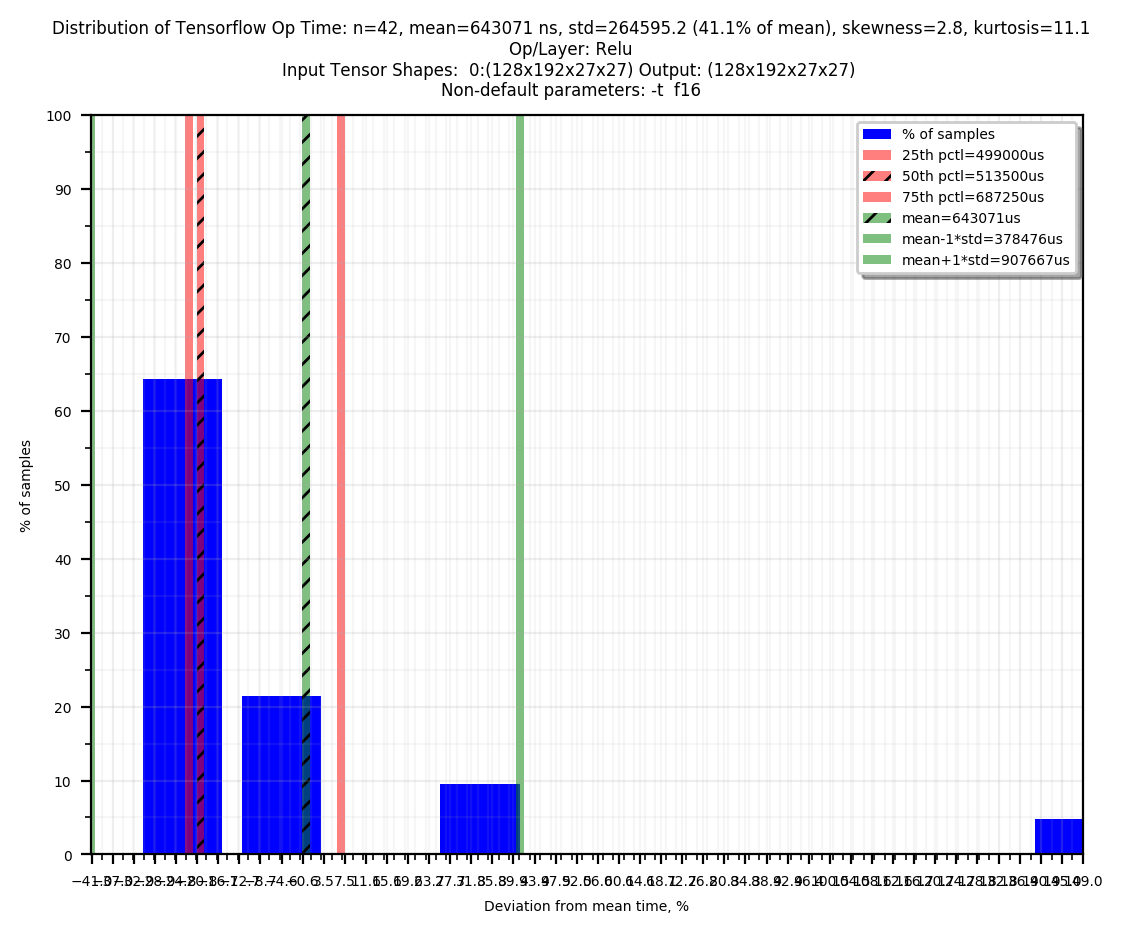 Distribution of Tensorflow Op Time: n=42, mean=643071 ns, std=264595.2 (41.1% of mean), skewness=2.8, kurtosis=11.1
Op/Layer: Relu
Input Tensor Shapes:  0:(128x192x27x27) Output: (128x192x27x27)
Non-default parameters: -t  f16
100
90
80
70
60
50
40
30
20
10
0
% of samples
% of samples
25th pctl=499000us
50th pctl=513500us
75th pctl=687250us
mean=643071us
mean-1*std=378476us
mean+1*std=907667us
Deviation from mean time, %